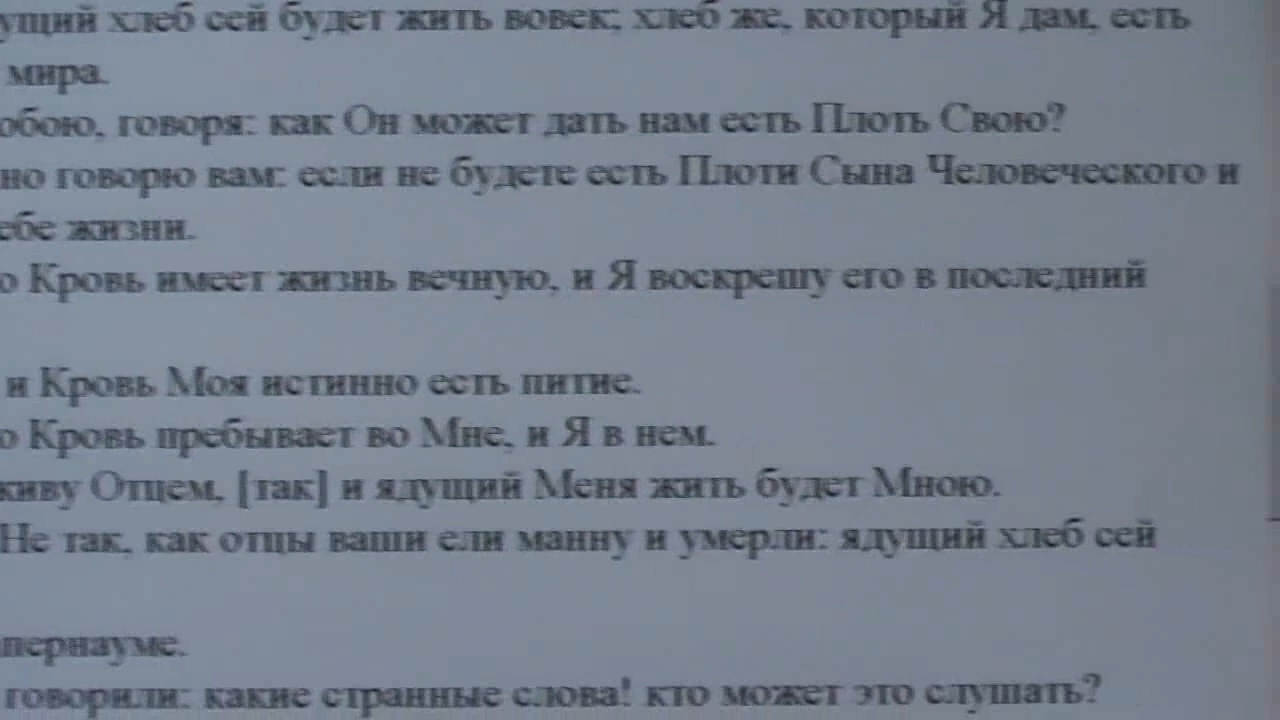 ущий хлеб сей будет жить вовек; хлеб же, который Я дам, есть
мира.
обою, говоря: как Он может дать нам есть Плоть Свою?
но говорю вам: если не будете есть Плоти Сына Человеческого и
ебе жизни.
о Кровь имеет жизнь вечную, и Я воскрешу его в последний
и Кровь Моя истинно есть питие.
о Кровь пребывает во Мне, и Я в нем.
живу Отцем, [так] и ядущий Меня жить будет Мною.
Не так, как отцы ваши ели манну и умерли: ядущий хлеб сей
пернауме.
говорили: какие странные слова! кто может это слушать?